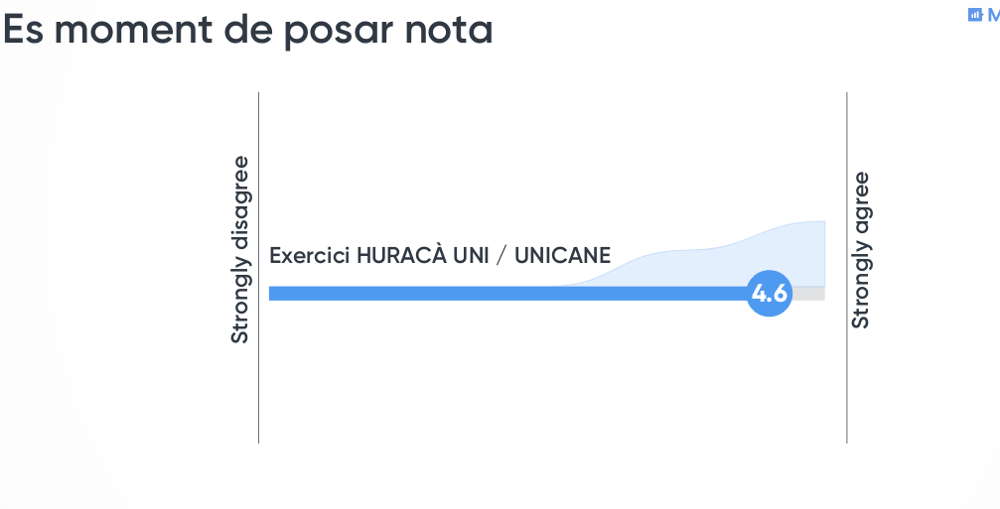 Es moment de posar nota
M
Strongly disagree
Exercici HURACÀ UNI / UNICANE
4.6
Strongly agree